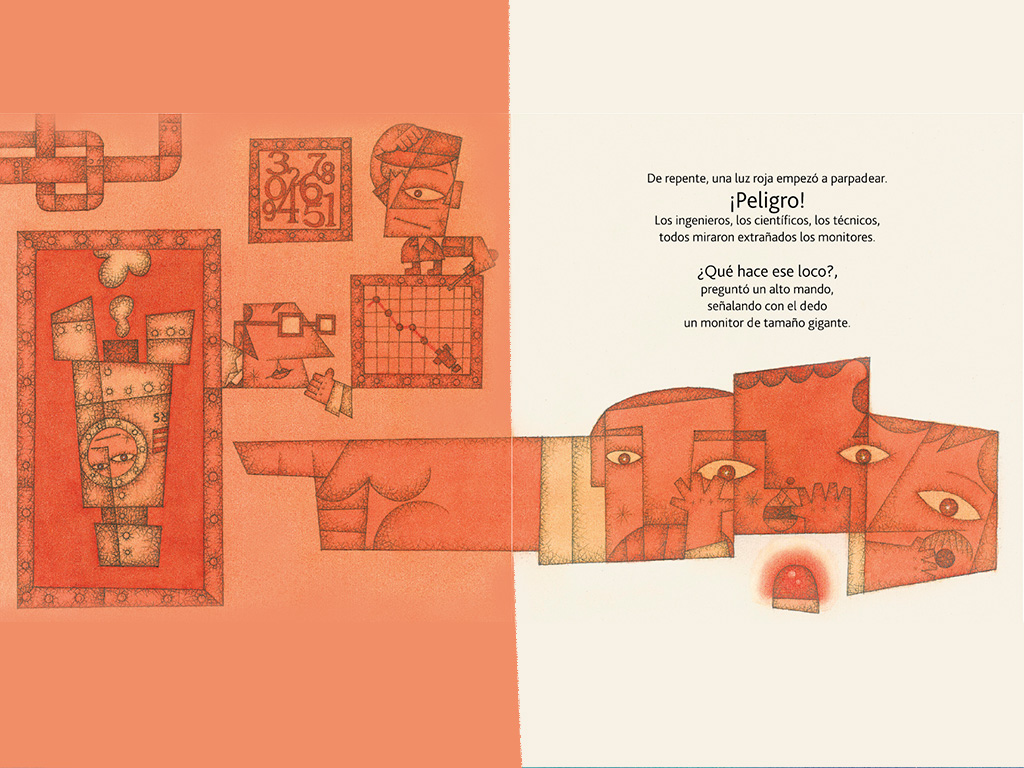 De repente, una luz roja empezó a parpadear.
¡Peligro!
Los ingenieros, los científicos, los técnicos,
todos miraron extrañados los monitores.
¿Qué hace ese loco?,
preguntó un alto mando,
señalando con el dedo
un monitor de tamaño gigante.